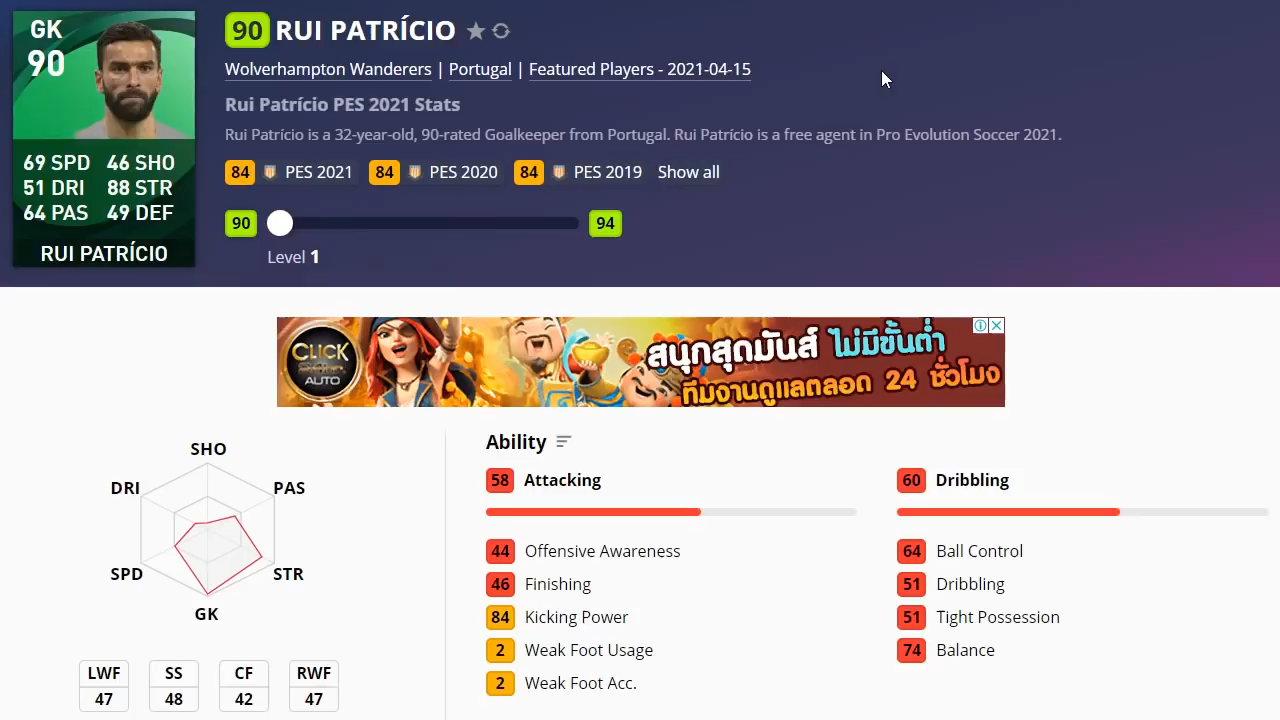 GK
90
69 SPD 46 SHO
51 DRI 88 STR
64 PAS 49 DEF
RUI PATRÍCIO
90 RUI PATRÍCIO
Wolverhampton Wanderers | Portugal | Featured Players - 2021-04-15
Rui Patrício PES 2021 Stats
Rui Patrício is a 32-year-old, 90-rated Goalkeeper from Portugal. Rui Patrício is a free agent in Pro Evolution Soccer 2021.
84 PES 2021 84 PES 2020 84 PES 2019 Show all
90 94
Level 1
CLICK
AUTO
สนุกสุดมันส์ ไม่มีขั้นต่ำ
ทีมงานดูแลตลอด 24 ชั่วโมง
SHO
DRI PAS
SPD STR
GK
LWF SS CF RWF
47 48 42 47
Ability
58 Attacking
44 Offensive Awareness
46 Finishing
84 Kicking Power
2 Weak Foot Usage
2 Weak Foot Acc.
60 Dribbling
64 Ball Control
51 Dribbling
51 Tight Possession
74 Balance